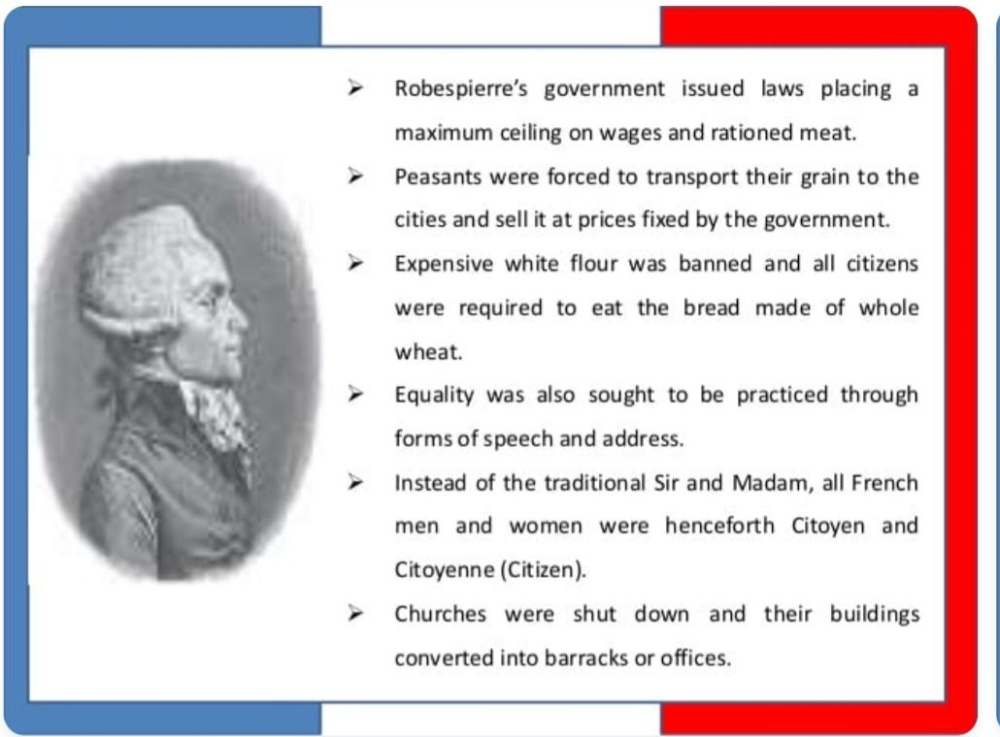 ➢ Robespierre's government issued laws placing a
maximum ceiling on wages and rationed meat.
➢ Peasants were forced to transport their grain to the
cities and sell it at prices fixed by the government.
➢ Expensive white flour was banned and all citizens
were required to eat the bread made of whole
wheat.
➢ Equality was also sought to be practiced through
forms of speech and address.
➢ Instead of the traditional Sir and Madam, all French
men and women were henceforth Citoyen and
Citoyenne (Citizen).
➢ Churches were shut down and their buildings
converted into barracks or offices.